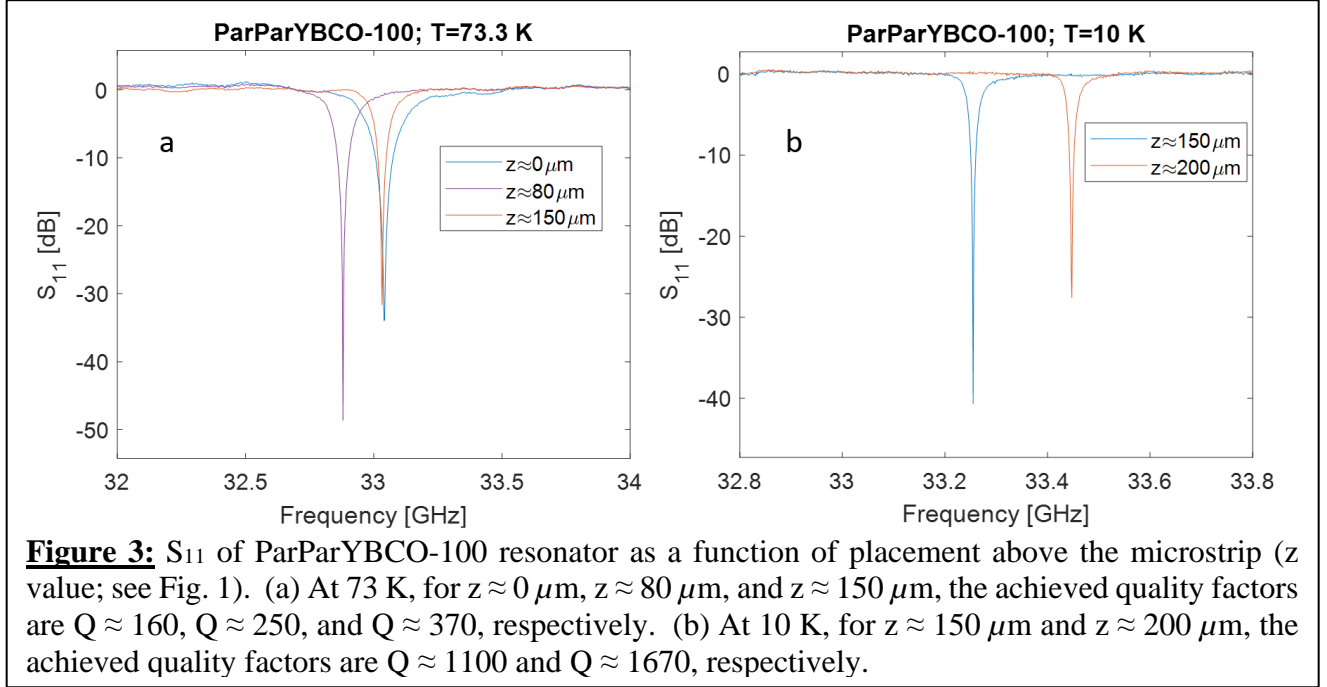 ParParYBCO-100; T=73.3 K
0
-10
-20
-30
-40
-50
S11 [dB]
a
z≈0 μm
z≈80 μm
z≈150 μm
32
32.5
33
33.5
34
Frequency [GHz]
ParParYBCO-100; T=10 K
0
-10
-20
-30
-40
S11 [dB]
b
z≈150 μm
z≈200 μm
32.8
33
33.2
33.4
33.6
33.8
Frequency [GHz]
Figure 3: S11 of ParParYBCO-100 resonator as a function of placement above the microstrip (z
value; see Fig. 1). (a) At 73 K, for z ≈ 0 μm, z ≈ 80 μm, and z ≈ 150 μm, the achieved quality factors
are Q ≈ 160, Q ≈ 250, and Q ≈ 370, respectively. (b) At 10 K, for z ≈ 150 μm and z ≈ 200 μm, the
achieved quality factors are Q ≈ 1100 and Q ≈ 1670, respectively.